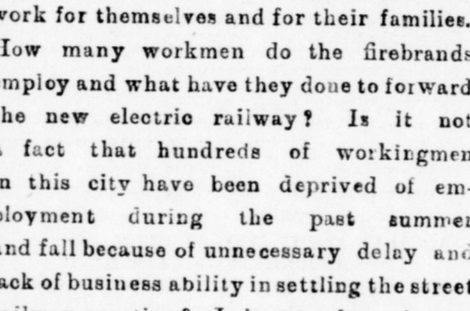 work for themselves and for their families.
How many workmen do the firebrands
employ and what have they done to forward
the new electric railway? Is it not
a fact that hundreds of workingmen
in this city have been deprived of em-
ployment during the past summer
and fall because of unnecessary delay and
lack of business ability in settling the street